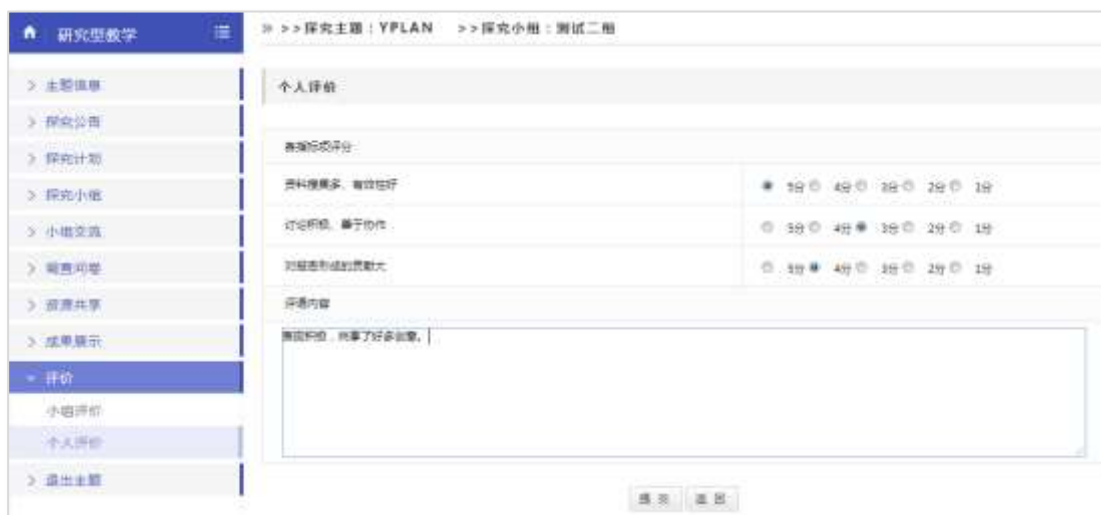 研究型教学
>>探究主题：YPLAN >>探究小组：测试二组
主题信息
探究公告
探究计划
探究小组
小组交流
调查问卷
资源共享
成果展示
评价
小组评价
个人评价
退出主题
个人评价
各指标项评分
资料搜集多、有效性好
5分 4分 3分 2分 1分
讨论积极、善于协作
5分 4分 3分 2分 1分
对报告形成的贡献大
5分 4分 3分 2分 1分
评语内容
表现积极，共享了好多
提 交 返 回